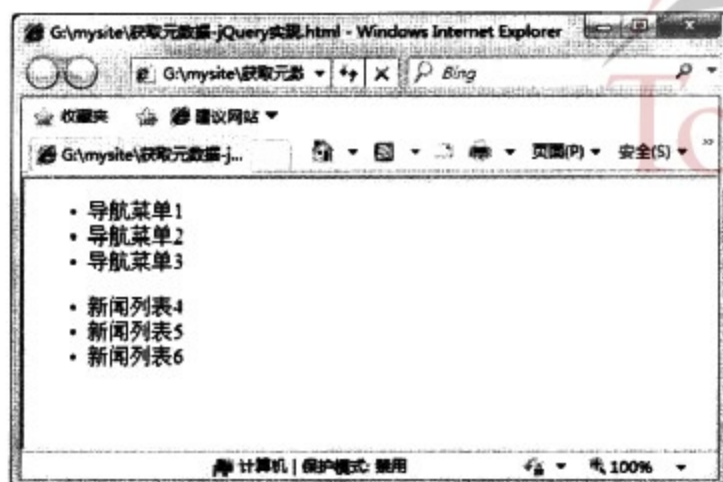 G:\mysite\获取元数据-jQuery实现.html - Windows Internet Explorer
G:\mysite\获取元数 Bing
收藏夹 建议网站
G:\mysite\获取元数据-j... 页面(P) 安全(S) »
• 导航菜单1
• 导航菜单2
• 导航菜单3
• 新闻列表4
• 新闻列表5
• 新闻列表6
计算机 | 保护模式: 禁用 100%